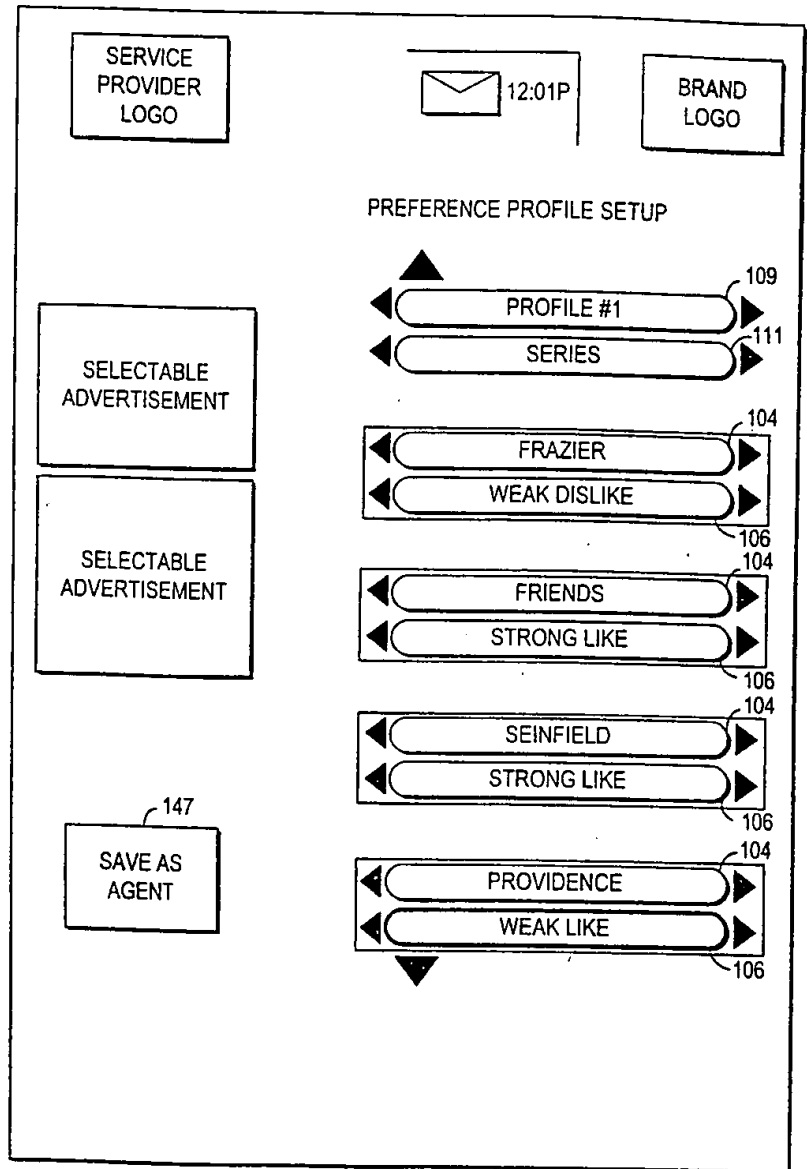 SERVICE
PROVIDER
LOGO
12:01P
BRAND
LOGO
PREFERENCE PROFILE SETUP
109
PROFILE #1
111
SERIES
SELECTABLE
ADVERTISEMENT
104
FRAZIER
WEAK DISLIKE
106
SELECTABLE
ADVERTISEMENT
104
FRIENDS
STRONG LIKE
106
104
SEINFIELD
STRONG LIKE
106
147
SAVE AS
AGENT
104
PROVIDENCE
WEAK LIKE
106